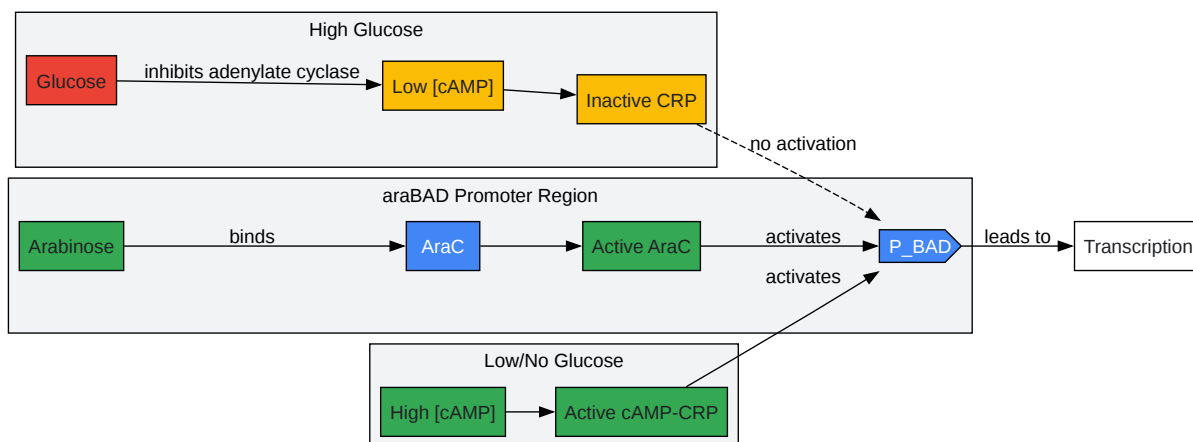 High Glucose
Glucose
inhibits adenylate cyclase
Low [cAMP]
Inactive CRP
no activation
araBAD Promoter Region
Arabinose
binds
AraC
Active AraC
activates
P_BAD
leads to
Transcription
activates
Low/No Glucose
High [cAMP]
Active cAMP-CRP